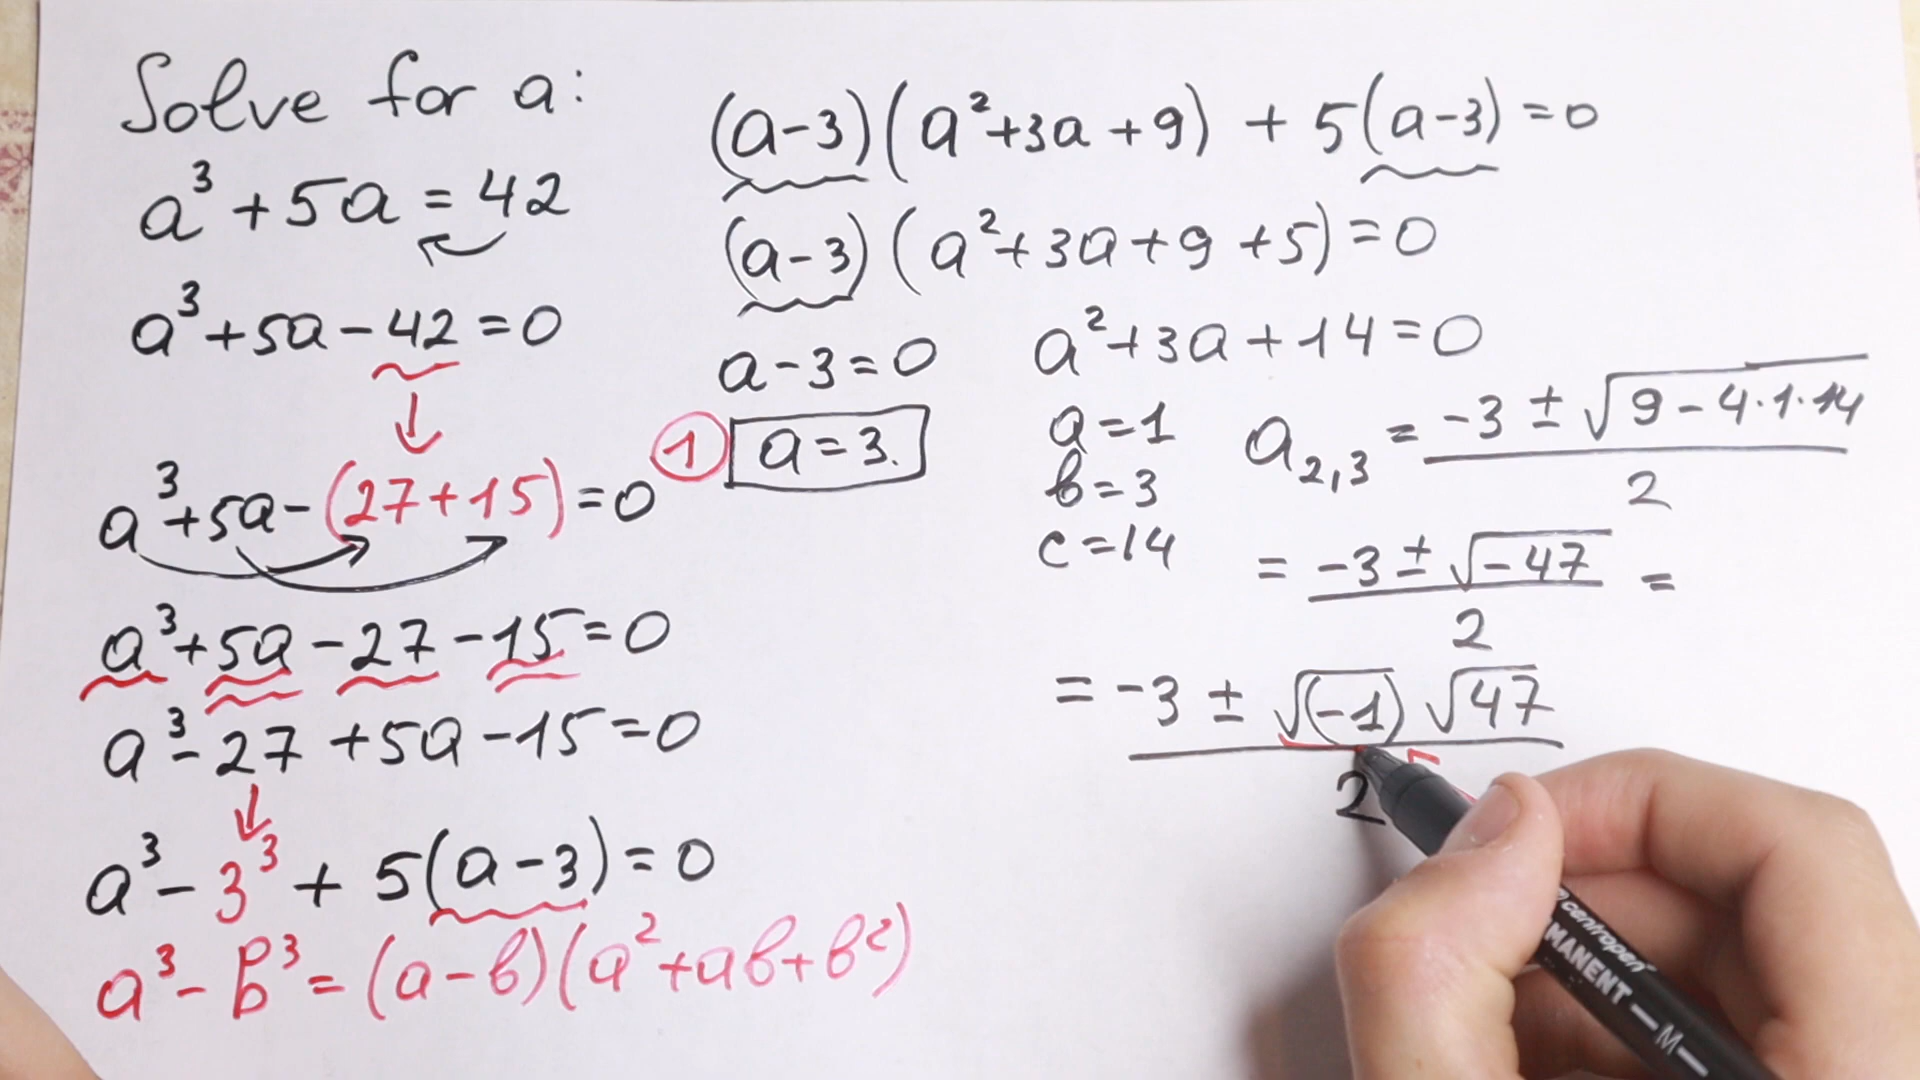 Solve for a:
a³+5a=42
a³+5a-42=0
a³+5a-(27+15)=0
a³+5a-27-15=0
a³-27+5a-15=0
a³-3³+5(a-3)=0
a³-b³=(a-b)(a²+ab+b²)
(a-3)(a²+3a+9)+5(a-3)=0
(a-3)(a²+3a+9+5)=0
a-3=0
1 a=3.
a²+3a+14=0
a=1
b=3
c=14
a₂,₃ = (-3±√(9-4·1·14))/2
= (-3±√(-47))/2 =
= (-3±√(-1)√47)/2
centropen
MANENT-M-